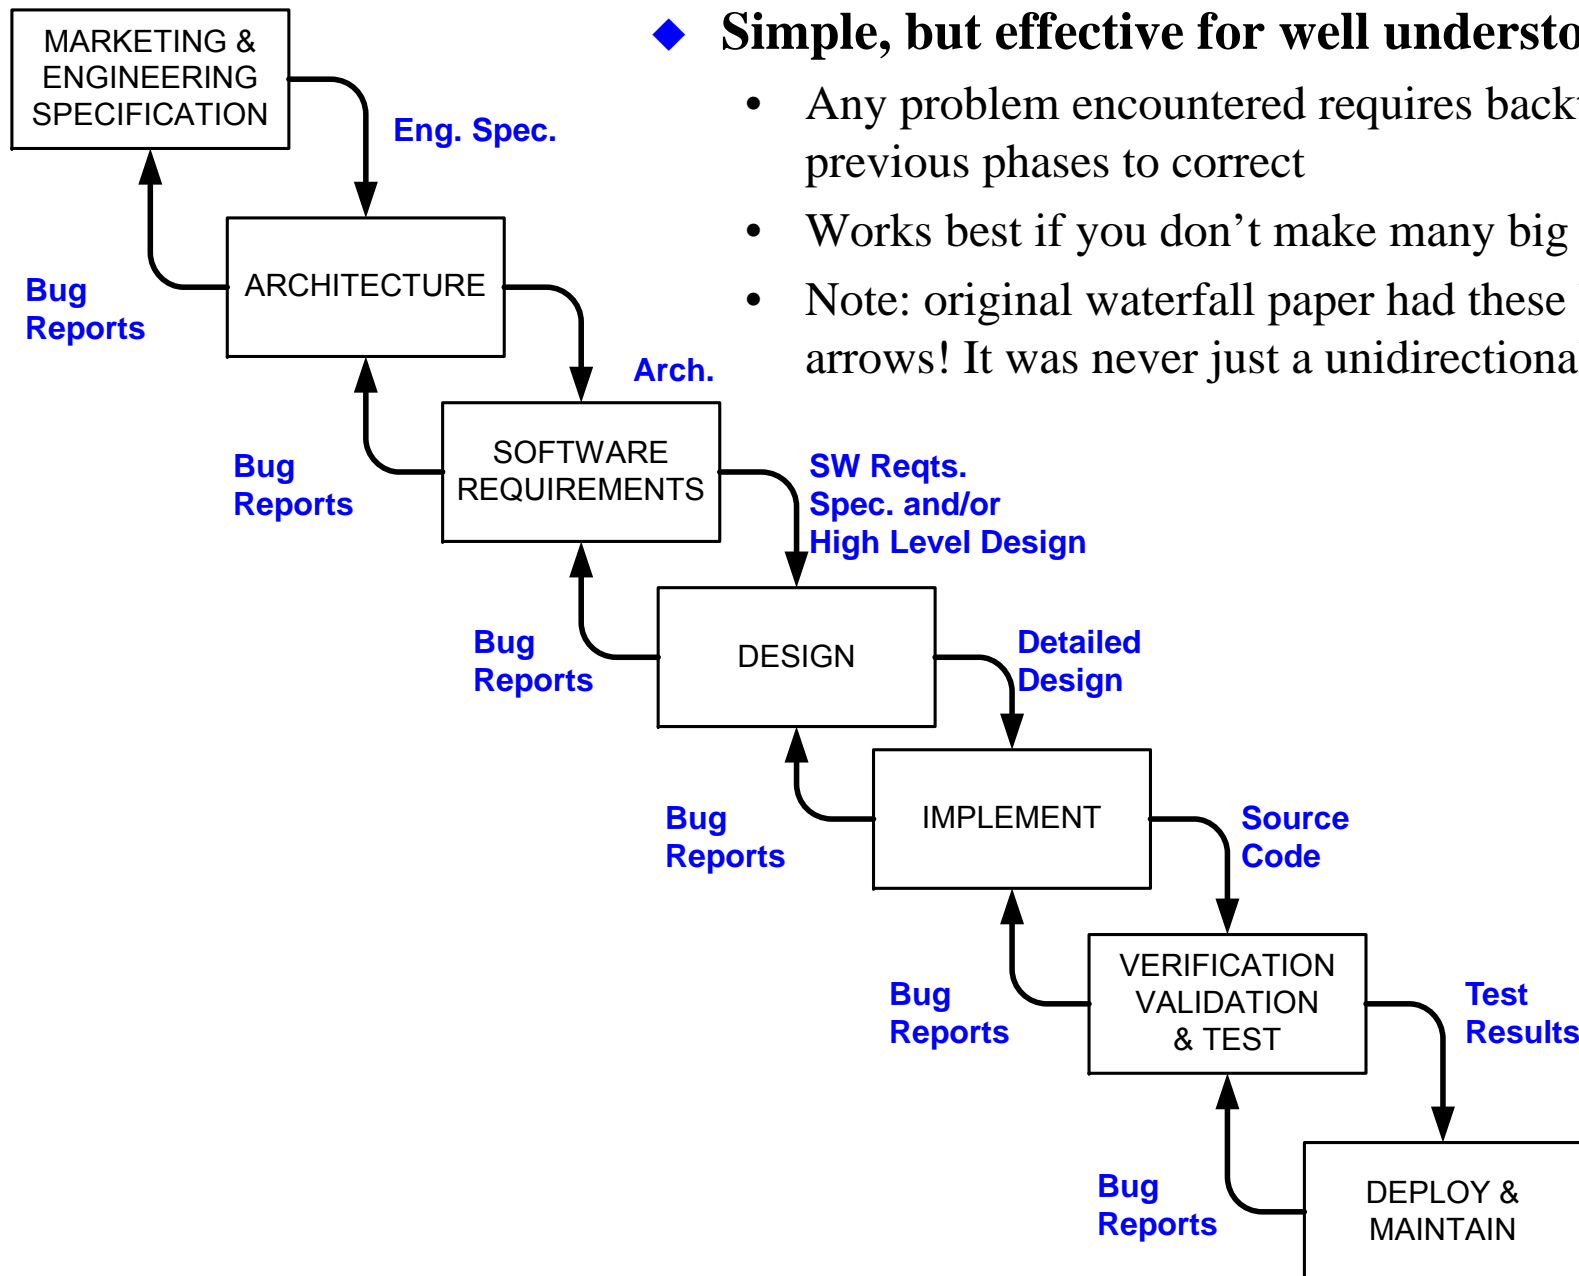 MARKETING &
ENGINEERING
SPECIFICATION
◆ Simple, but effective for well
• Any problem encountered requires
previous phases to correct
• Works best if you don’t make many big
• Note: original waterfall paper had these
arrows! It was never just a
Eng. Spec.
Bug
Reports
ARCHITECTURE
Arch.
Bug
Reports
SOFTWARE
REQUIREMENTS
SW Reqts.
Spec. and/or
High Level Design
Bug
Reports
DESIGN
Detailed
Design
Bug
Reports
IMPLEMENT
Source
Code
Bug
Reports
VERIFICATION
VALIDATION
& TEST
Test
Results
Bug
Reports
DEPLOY &
MAINTAIN